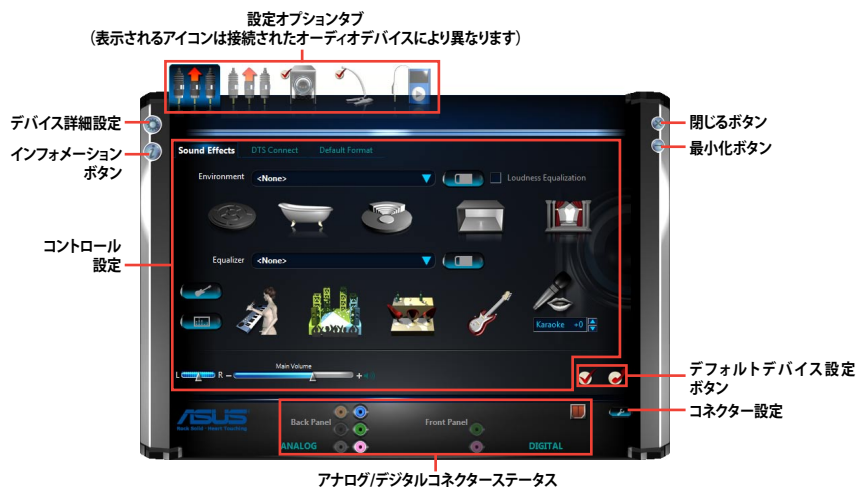 設定オプションタブ
(表示されるアイコンは接続されたオーディオデバイスにより異なります)
デバイス詳細設定
インフォメーション
ボタン
閉じるボタン
最小化ボタン
Sound Effects DTS Connect Default Format
Environment <None> Loudness Equalization
コントロール
設定
Equalizer <None>
Karaoke +0
L R − Main Volume +
デフォルトデバイス設定
ボタン
コネクター設定
ASUS
Rock Solid · Heart Touching
Back Panel Front Panel
ANALOG DIGITAL
アナログ/デジタルコネクターステータス